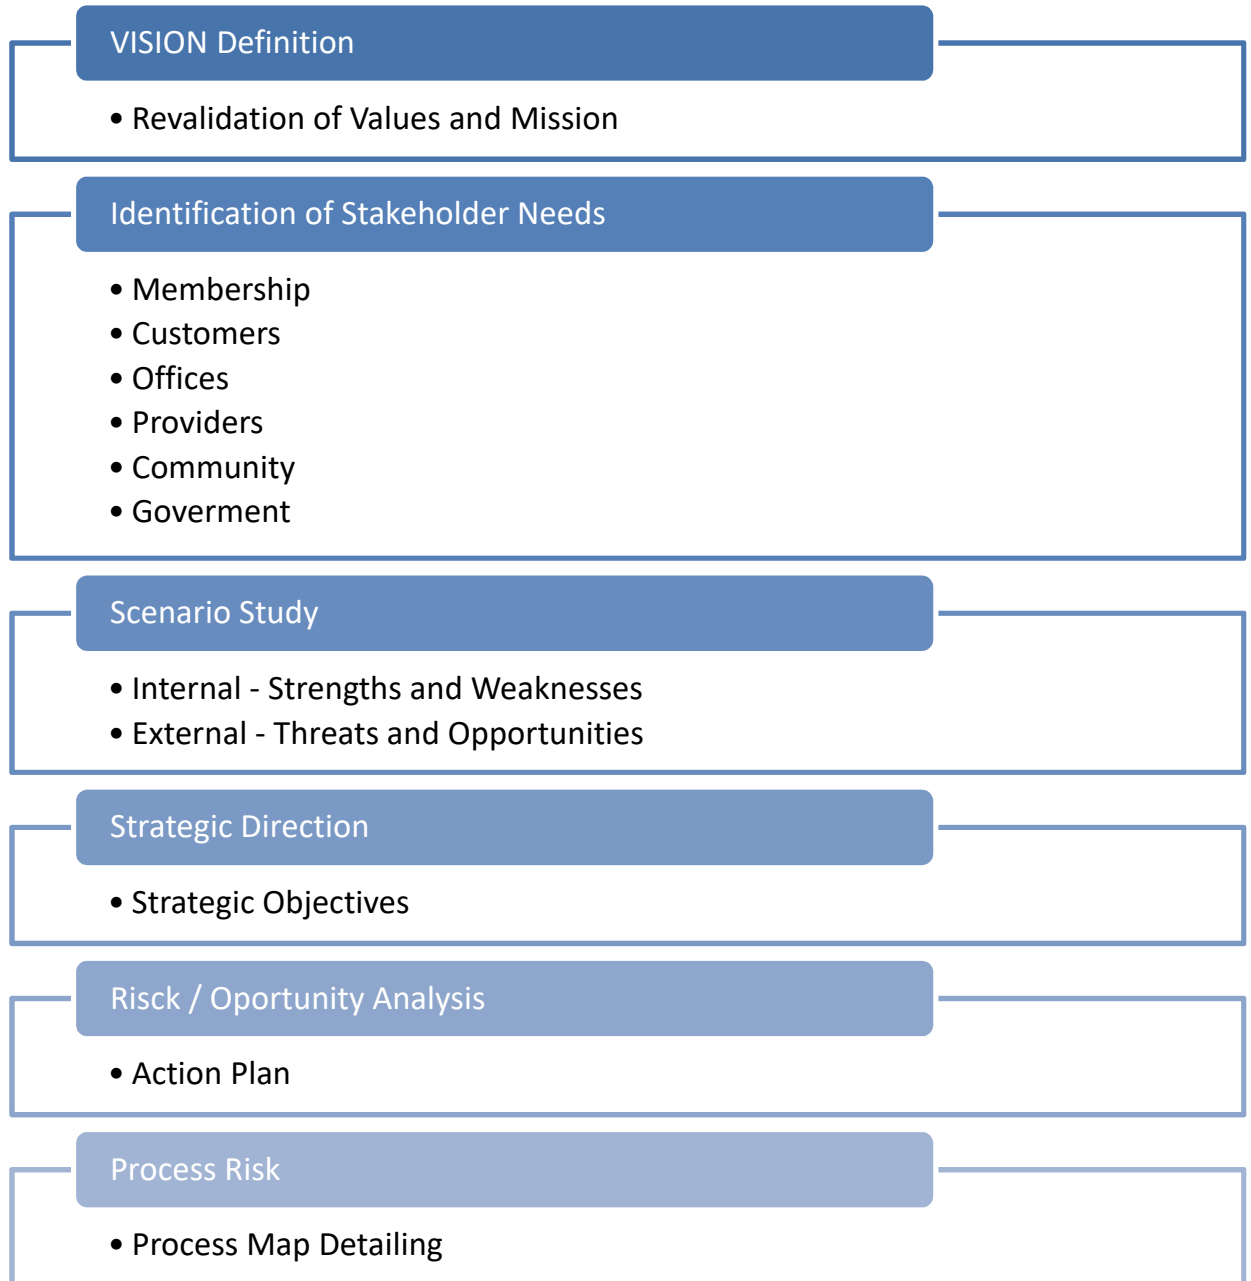 VISION Definition
• Revalidation of Values and Mission
Identification of Stakeholder Needs
• Membership
• Customers
• Offices
• Providers
• Community
• Goverment
Scenario Study
• Internal - Strengths and Weaknesses
• External - Threats and Opportunities
Strategic Direction
• Strategic Objectives
Risck / Oportunity Analysis
• Action Plan
Process Risk
• Process Map Detailing